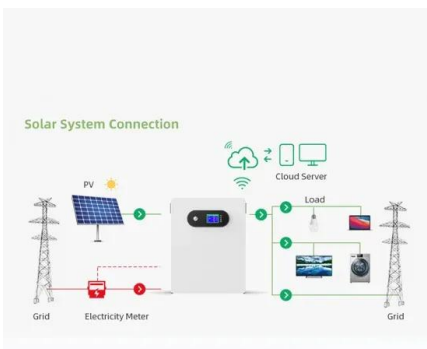 Solar System Connection
Cloud Server
PV
Load
Grid
Electricity Meter
Grid